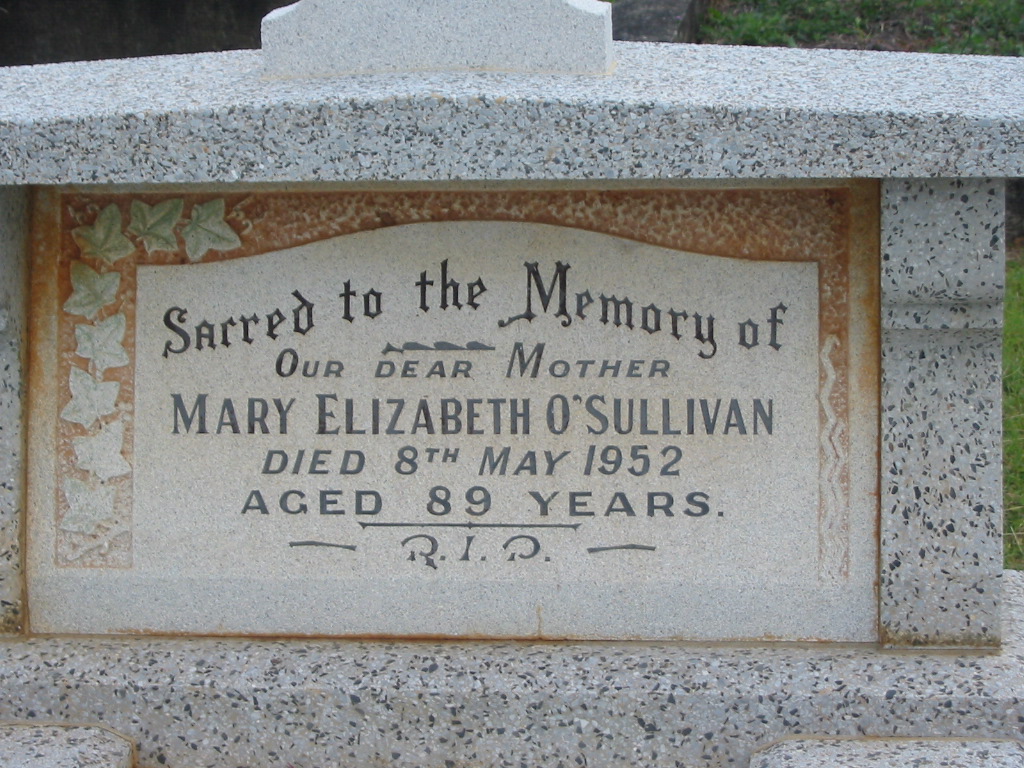 Sacred to the Memory of
OUR DEAR MOTHER
MARY ELIZABETH O'SULLIVAN
DIED 8TH MAY 1952
AGED 89 YEARS.
R.I.P.